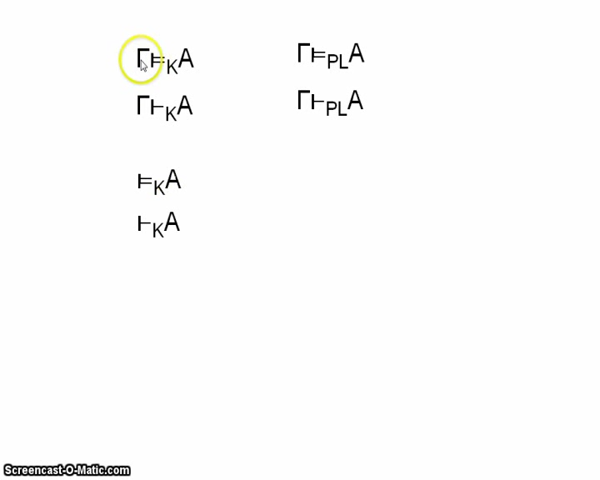 Γ⊨KA Γ⊨PLA
Γ⊢KA Γ⊢PLA
⊨KA
⊢KA
Screencast-O-Matic.com